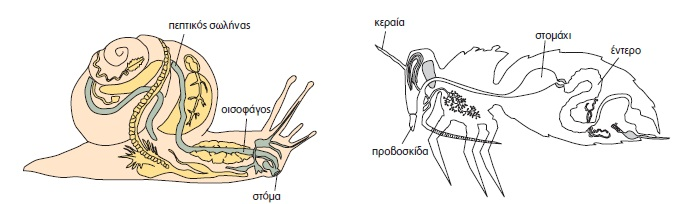 πεπτικός σωλήνας
οισοφάγος
στόμα
κεραία
στομάχι
έντερο
προβοσκίδα